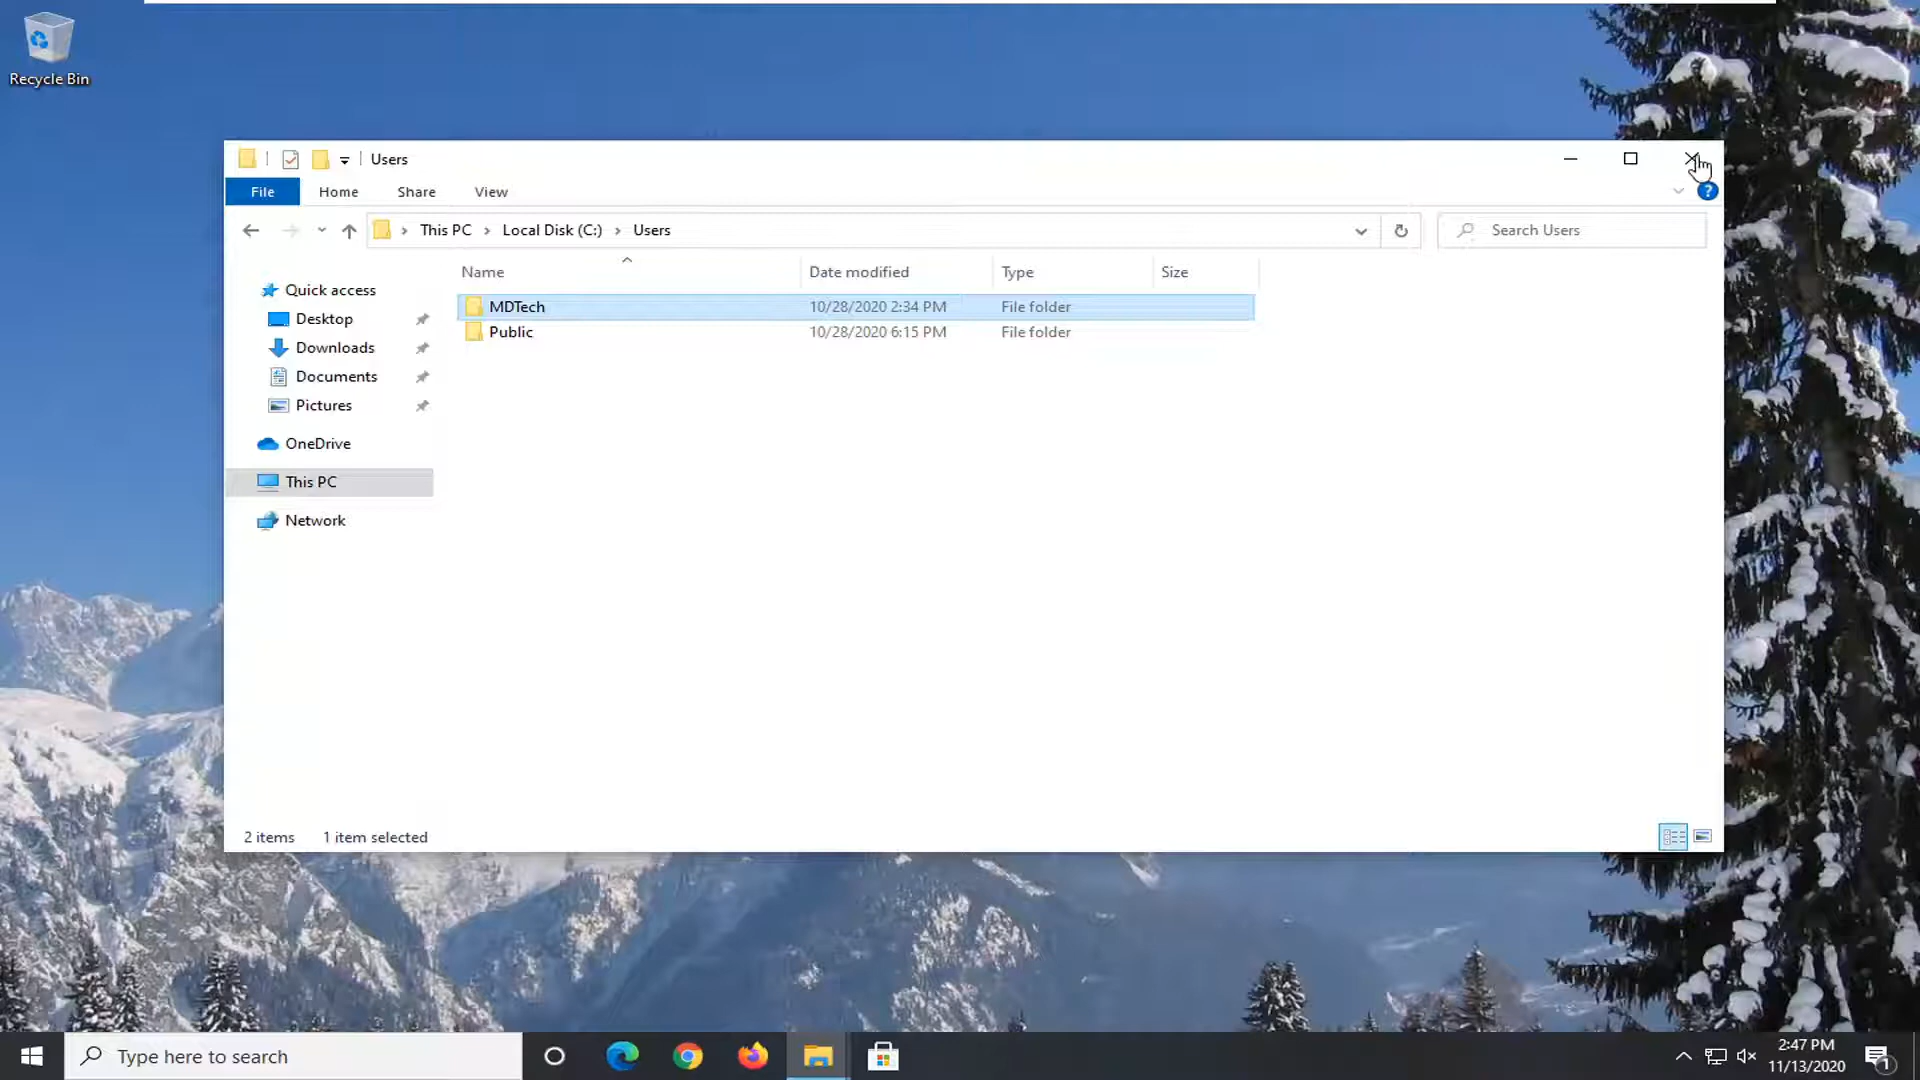 Recycle Bin
Users
File Home Share View
?
This PC Local Disk (C:) Users
Search Users
Name Date modified Type Size
Quick access
Desktop
Downloads
Documents
Pictures
OneDrive
This PC
Network
MDTech 10/28/2020 2:34 PM File folder
Public 10/28/2020 6:15 PM File folder
2 items 1 item selected
Type here to search
2:47 PM
11/13/2020
1